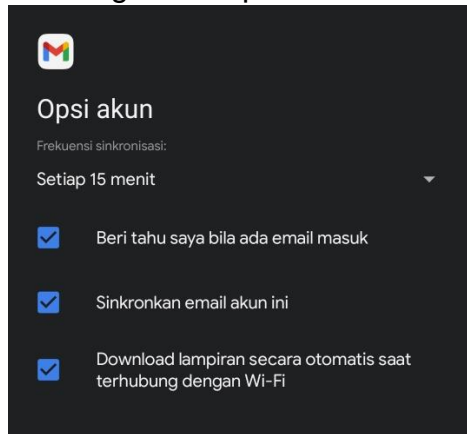 Opsi akun
Frekuensi sinkronisasi:
Setiap 15 menit
Beri tahu saya bila ada email masuk
Sinkronkan email akun ini
Download lampiran secara otomatis saat
terhubung dengan Wi-Fi